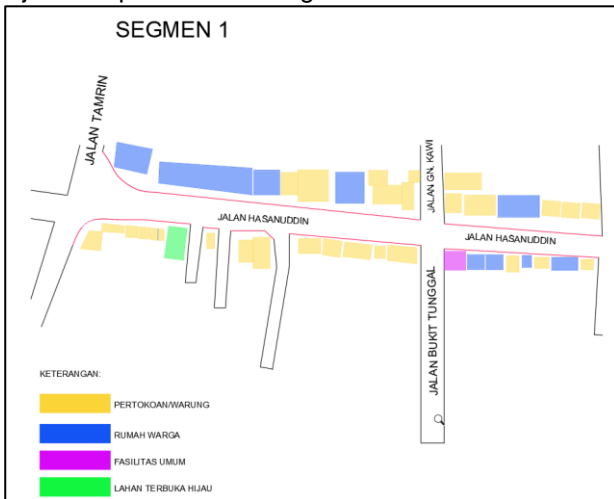 SEGMEN 1
JALAN TAMRIN
JALAN GN. KAWI
JALAN HASANUDDIN
JALAN HASANUDDIN
JALAN BUKIT TUNGGAL
KETERANGAN:
PERTOKOAN/WARUNG
RUMAH WARGA
FASILITAS UMUM
LAHAN TERBUKA HIJAU